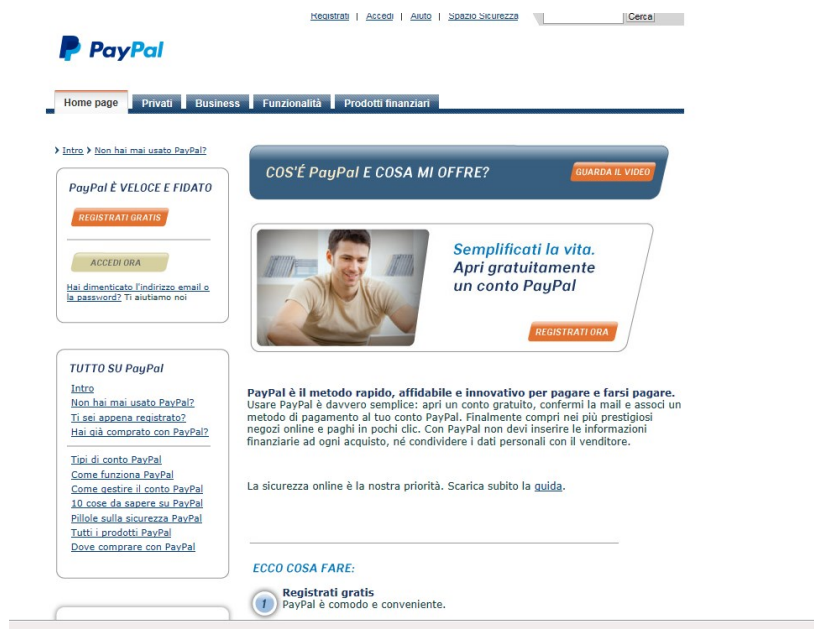 Registrati | Accedi | Aiuto | Spazio Sicurezza Cerca
PayPal
Home page Privati Business Funzionalità Prodotti finanziari
Intro Non hai mai usato PayPal?
PayPal È VELOCE E FIDATO
REGISTRATI GRATIS
ACCEDI ORA
Hai dimenticato l'indirizzo email o
la password? Ti aiutiamo noi
TUTTO SU PayPal
Intro
Non hai mai usato PayPal?
Ti sei appena registrato?
Hai già comprato con PayPal?
Tipi di conto PayPal
Come funziona PayPal
Come gestire il conto PayPal
10 cose da sapere su PayPal
Pillole sulla sicurezza PayPal
Tutti i prodotti PayPal
Dove comprare con PayPal
COS'É PayPal E COSA MI OFFRE?
GUARDA IL VIDEO
Semplificati la vita.
Apri gratuitamente
un conto PayPal
REGISTRATI ORA
PayPal è il metodo rapido, affidabile e innovativo per pagare e farsi pagare.
Usare PayPal è davvero semplice: apri un conto gratuito, confermi la mail e associ un
metodo di pagamento al tuo conto PayPal. Finalmente compri nei più prestigiosi
negozi online e paghi in pochi clic. Con PayPal non devi inserire le informazioni
finanziarie ad ogni acquisto, né condividere i dati personali con il venditore.
La sicurezza online è la nostra priorità. Scarica subito la guida.
ECCO COSA FARE:
1 Registrati gratis
PayPal è comodo e conveniente.